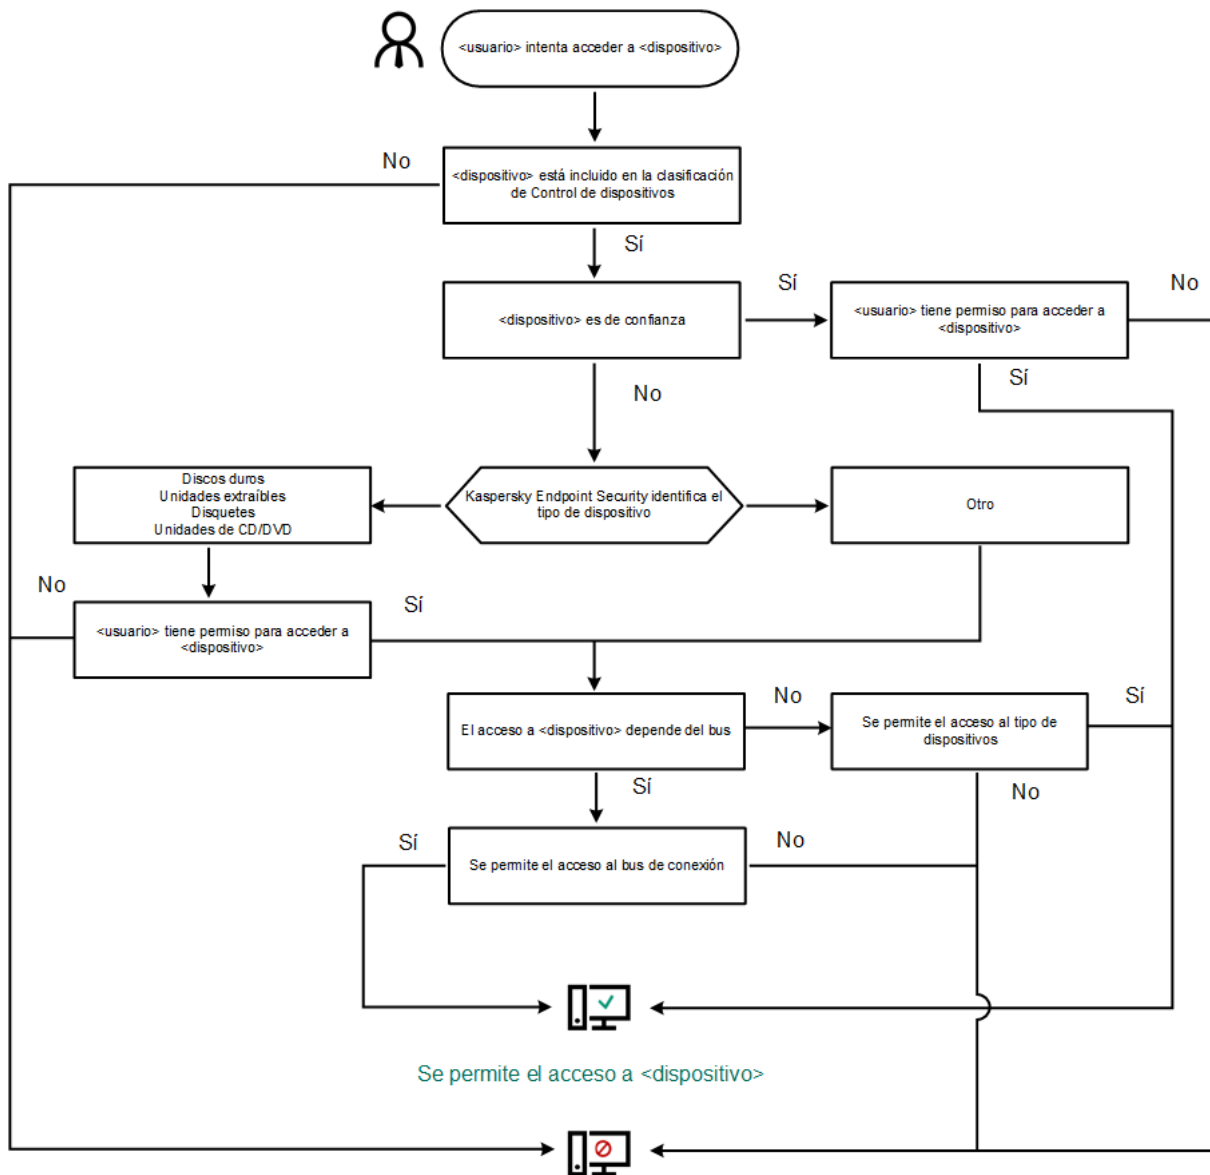 <usuario> intenta acceder a <dispositivo>
No
<dispositivo> está incluido en la clasificación
de Control de dispositivos
Sí
<dispositivo> es de confianza
Sí
<usuario> tiene permiso para acceder a
<dispositivo>
No
Sí
No
Discos duros
Unidades extraíbles
Disquetes
Unidades de CD/DVD
Kaspersky Endpoint Security identifica el
tipo de dispositivo
Otro
No
<usuario> tiene permiso para acceder a
<dispositivo>
Sí
El acceso a <dispositivo> depende del bus
No
Se permite el acceso al tipo de
dispositivos
Sí
Sí
No
Sí
Se permite el acceso al bus de conexión
No
Se permite el acceso a <dispositivo>